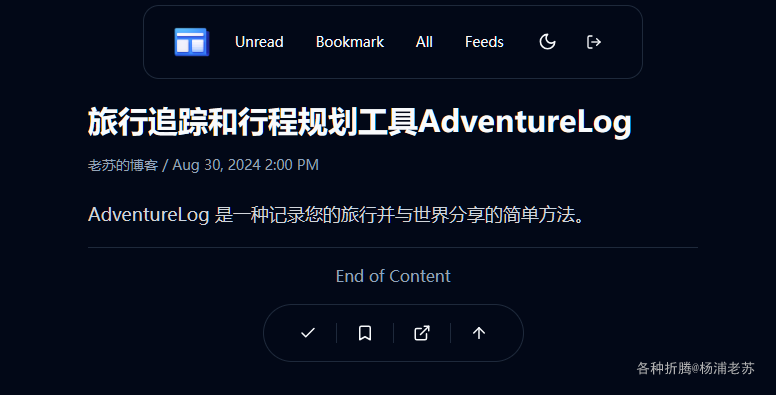 Unread Bookmark All Feeds
旅行追踪和行程规划工具AdventureLog
老苏的博客 / Aug 30, 2024 2:00 PM
AdventureLog 是一种记录您的旅行并与世界分享的简单方法。
End of Content
各种折腾@杨浦老苏